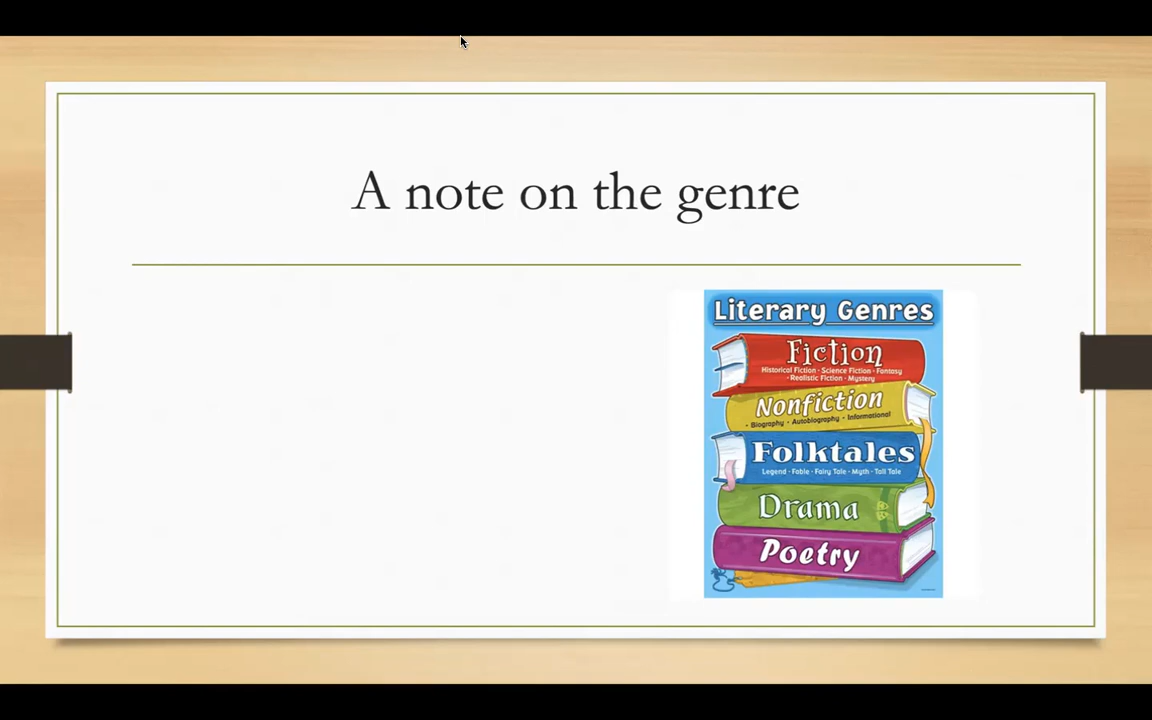 A note on the genre
Literary Genres
Fiction
Historical Fiction · Science Fiction · Fantasy
· Realistic Fiction · Mystery
Nonfiction
· Biography · Autobiography · Informational
Folktales
Legend · Fable · Fairy Tale · Myth · Tall Tale
Drama
Poetry